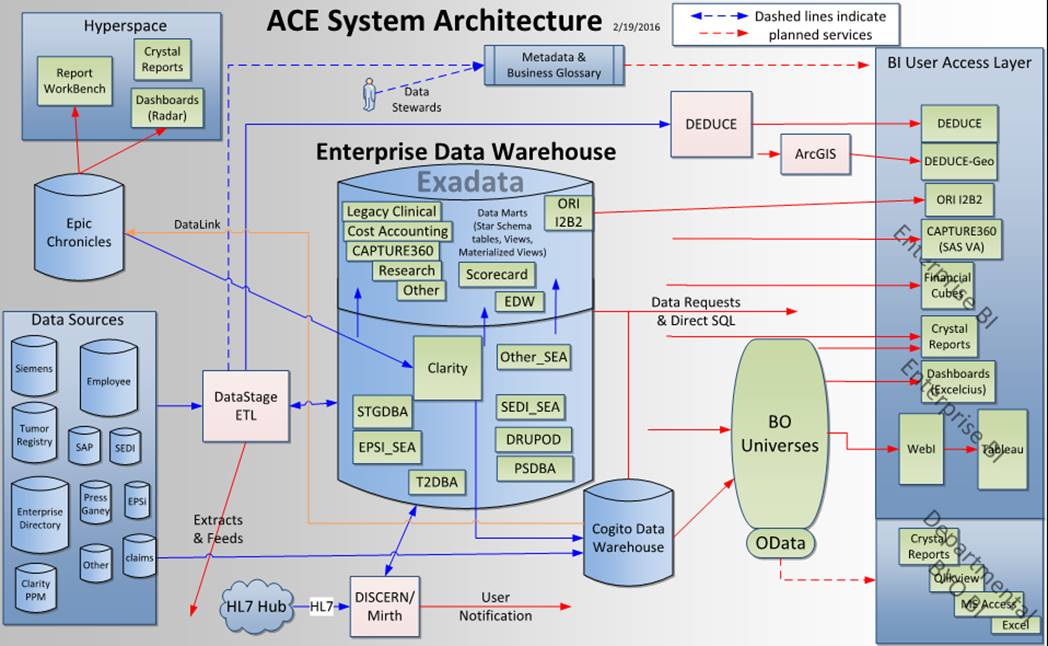 ACE System Architecture 2/19/2016
Dashed lines indicate
planned services
Hyperspace
Crystal
Reports
Report
WorkBench
Dashboards
(Radar)
Metadata &
Business Glossary
Data
Stewards
BI User Access Layer
DEDUCE
ArcGIS
DEDUCE
DEDUCE-Geo
ORI I2B2
CAPTURE360
(SAS VA)
Financial
Cubes
Crystal
Reports
Dashboards
(Excelcius)
WebI
Tableau
Enterprise BI
Enterprise BI
Epic
Chronicles
DataLink
Enterprise Data Warehouse
Exadata
Legacy Clinical
Cost Accounting
CAPTURE360
Research
Other
Data Marts
(Star Schema
tables, Views,
Materialized Views)
ORI
I2B2
Scorecard
EDW
Data Requests
& Direct SQL
Clarity
Other_SEA
STGDBA
SEDI_SEA
EPSI_SEA
DRUPOD
PSDBA
T2DBA
Data Sources
Siemens
Employee
Tumor
Registry
SAP
SEDI
Enterprise
Directory
Press
Ganey
EPSi
Other
claims
Clarity
PPM
DataStage
ETL
Extracts
& Feeds
HL7 Hub
HL7
DISCERN/
Mirth
User
Notification
Cogito Data
Warehouse
BO
Universes
OData
Crystal
Reports
Qlikview
MS Access
Excel
Departmental
BYO BI